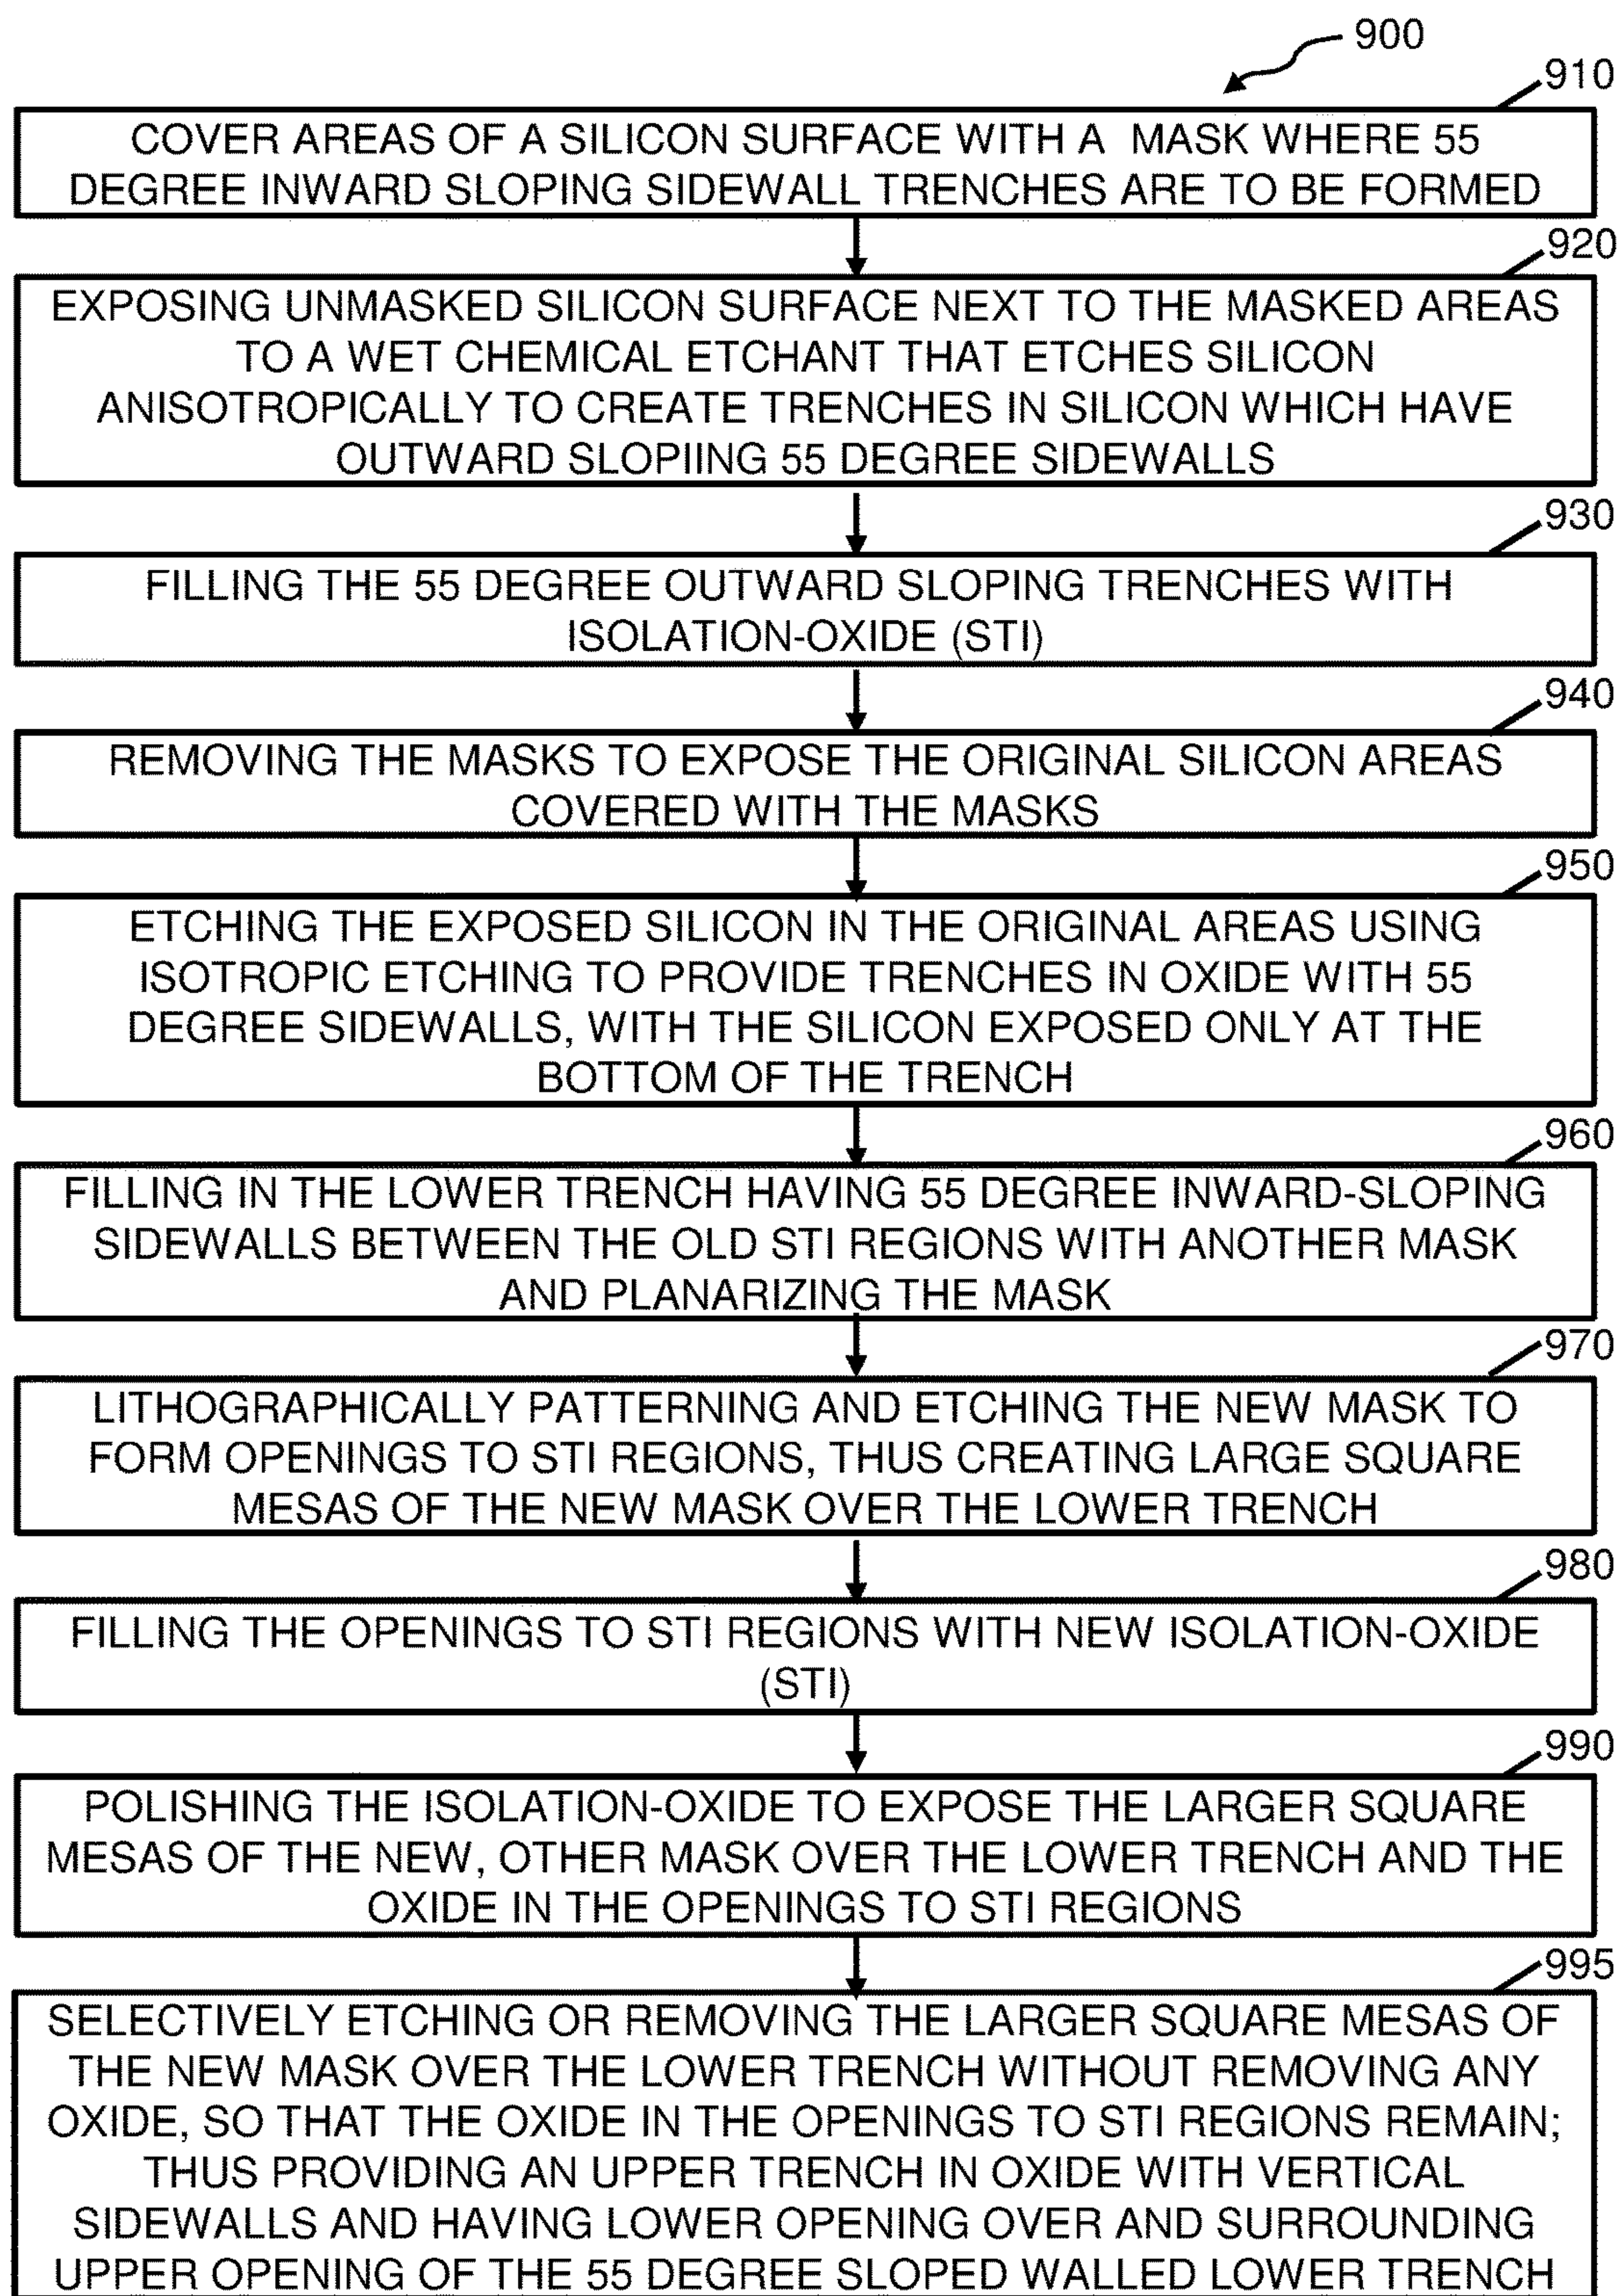 900
910
COVER AREAS OF A SILICON SURFACE WITH A MASK WHERE 55
DEGREE INWARD SLOPING SIDEWALL TRENCHES ARE TO BE FORMED
920
EXPOSING UNMASKED SILICON SURFACE NEXT TO THE MASKED AREAS
TO A WET CHEMICAL ETCHANT THAT ETCHES SILICON
ANISOTROPICALLY TO CREATE TRENCHES IN SILICON WHICH HAVE
OUTWARD SLOPIING 55 DEGREE SIDEWALLS
930
FILLING THE 55 DEGREE OUTWARD SLOPING TRENCHES WITH
ISOLATION-OXIDE (STI)
940
REMOVING THE MASKS TO EXPOSE THE ORIGINAL SILICON AREAS
COVERED WITH THE MASKS
950
ETCHING THE EXPOSED SILICON IN THE ORIGINAL AREAS USING
ISOTROPIC ETCHING TO PROVIDE TRENCHES IN OXIDE WITH 55
DEGREE SIDEWALLS, WITH THE SILICON EXPOSED ONLY AT THE
BOTTOM OF THE TRENCH
960
FILLING IN THE LOWER TRENCH HAVING 55 DEGREE INWARD-SLOPING
SIDEWALLS BETWEEN THE OLD STI REGIONS WITH ANOTHER MASK
AND PLANARIZING THE MASK
970
LITHOGRAPHICALLY PATTERNING AND ETCHING THE NEW MASK TO
FORM OPENINGS TO STI REGIONS, THUS CREATING LARGE SQUARE
MESAS OF THE NEW MASK OVER THE LOWER TRENCH
980
FILLING THE OPENINGS TO STI REGIONS WITH NEW ISOLATION-OXIDE
(STI)
990
POLISHING THE ISOLATION-OXIDE TO EXPOSE THE LARGER SQUARE
MESAS OF THE NEW, OTHER MASK OVER THE LOWER TRENCH AND THE
OXIDE IN THE OPENINGS TO STI REGIONS
995
SELECTIVELY ETCHING OR REMOVING THE LARGER SQUARE MESAS OF
THE NEW MASK OVER THE LOWER TRENCH WITHOUT REMOVING ANY
OXIDE, SO THAT THE OXIDE IN THE OPENINGS TO STI REGIONS REMAIN;
THUS PROVIDING AN UPPER TRENCH IN OXIDE WITH VERTICAL
SIDEWALLS AND HAVING LOWER OPENING OVER AND SURROUNDING
UPPER OPENING OF THE 55 DEGREE SLOPED WALLED LOWER TRENCH